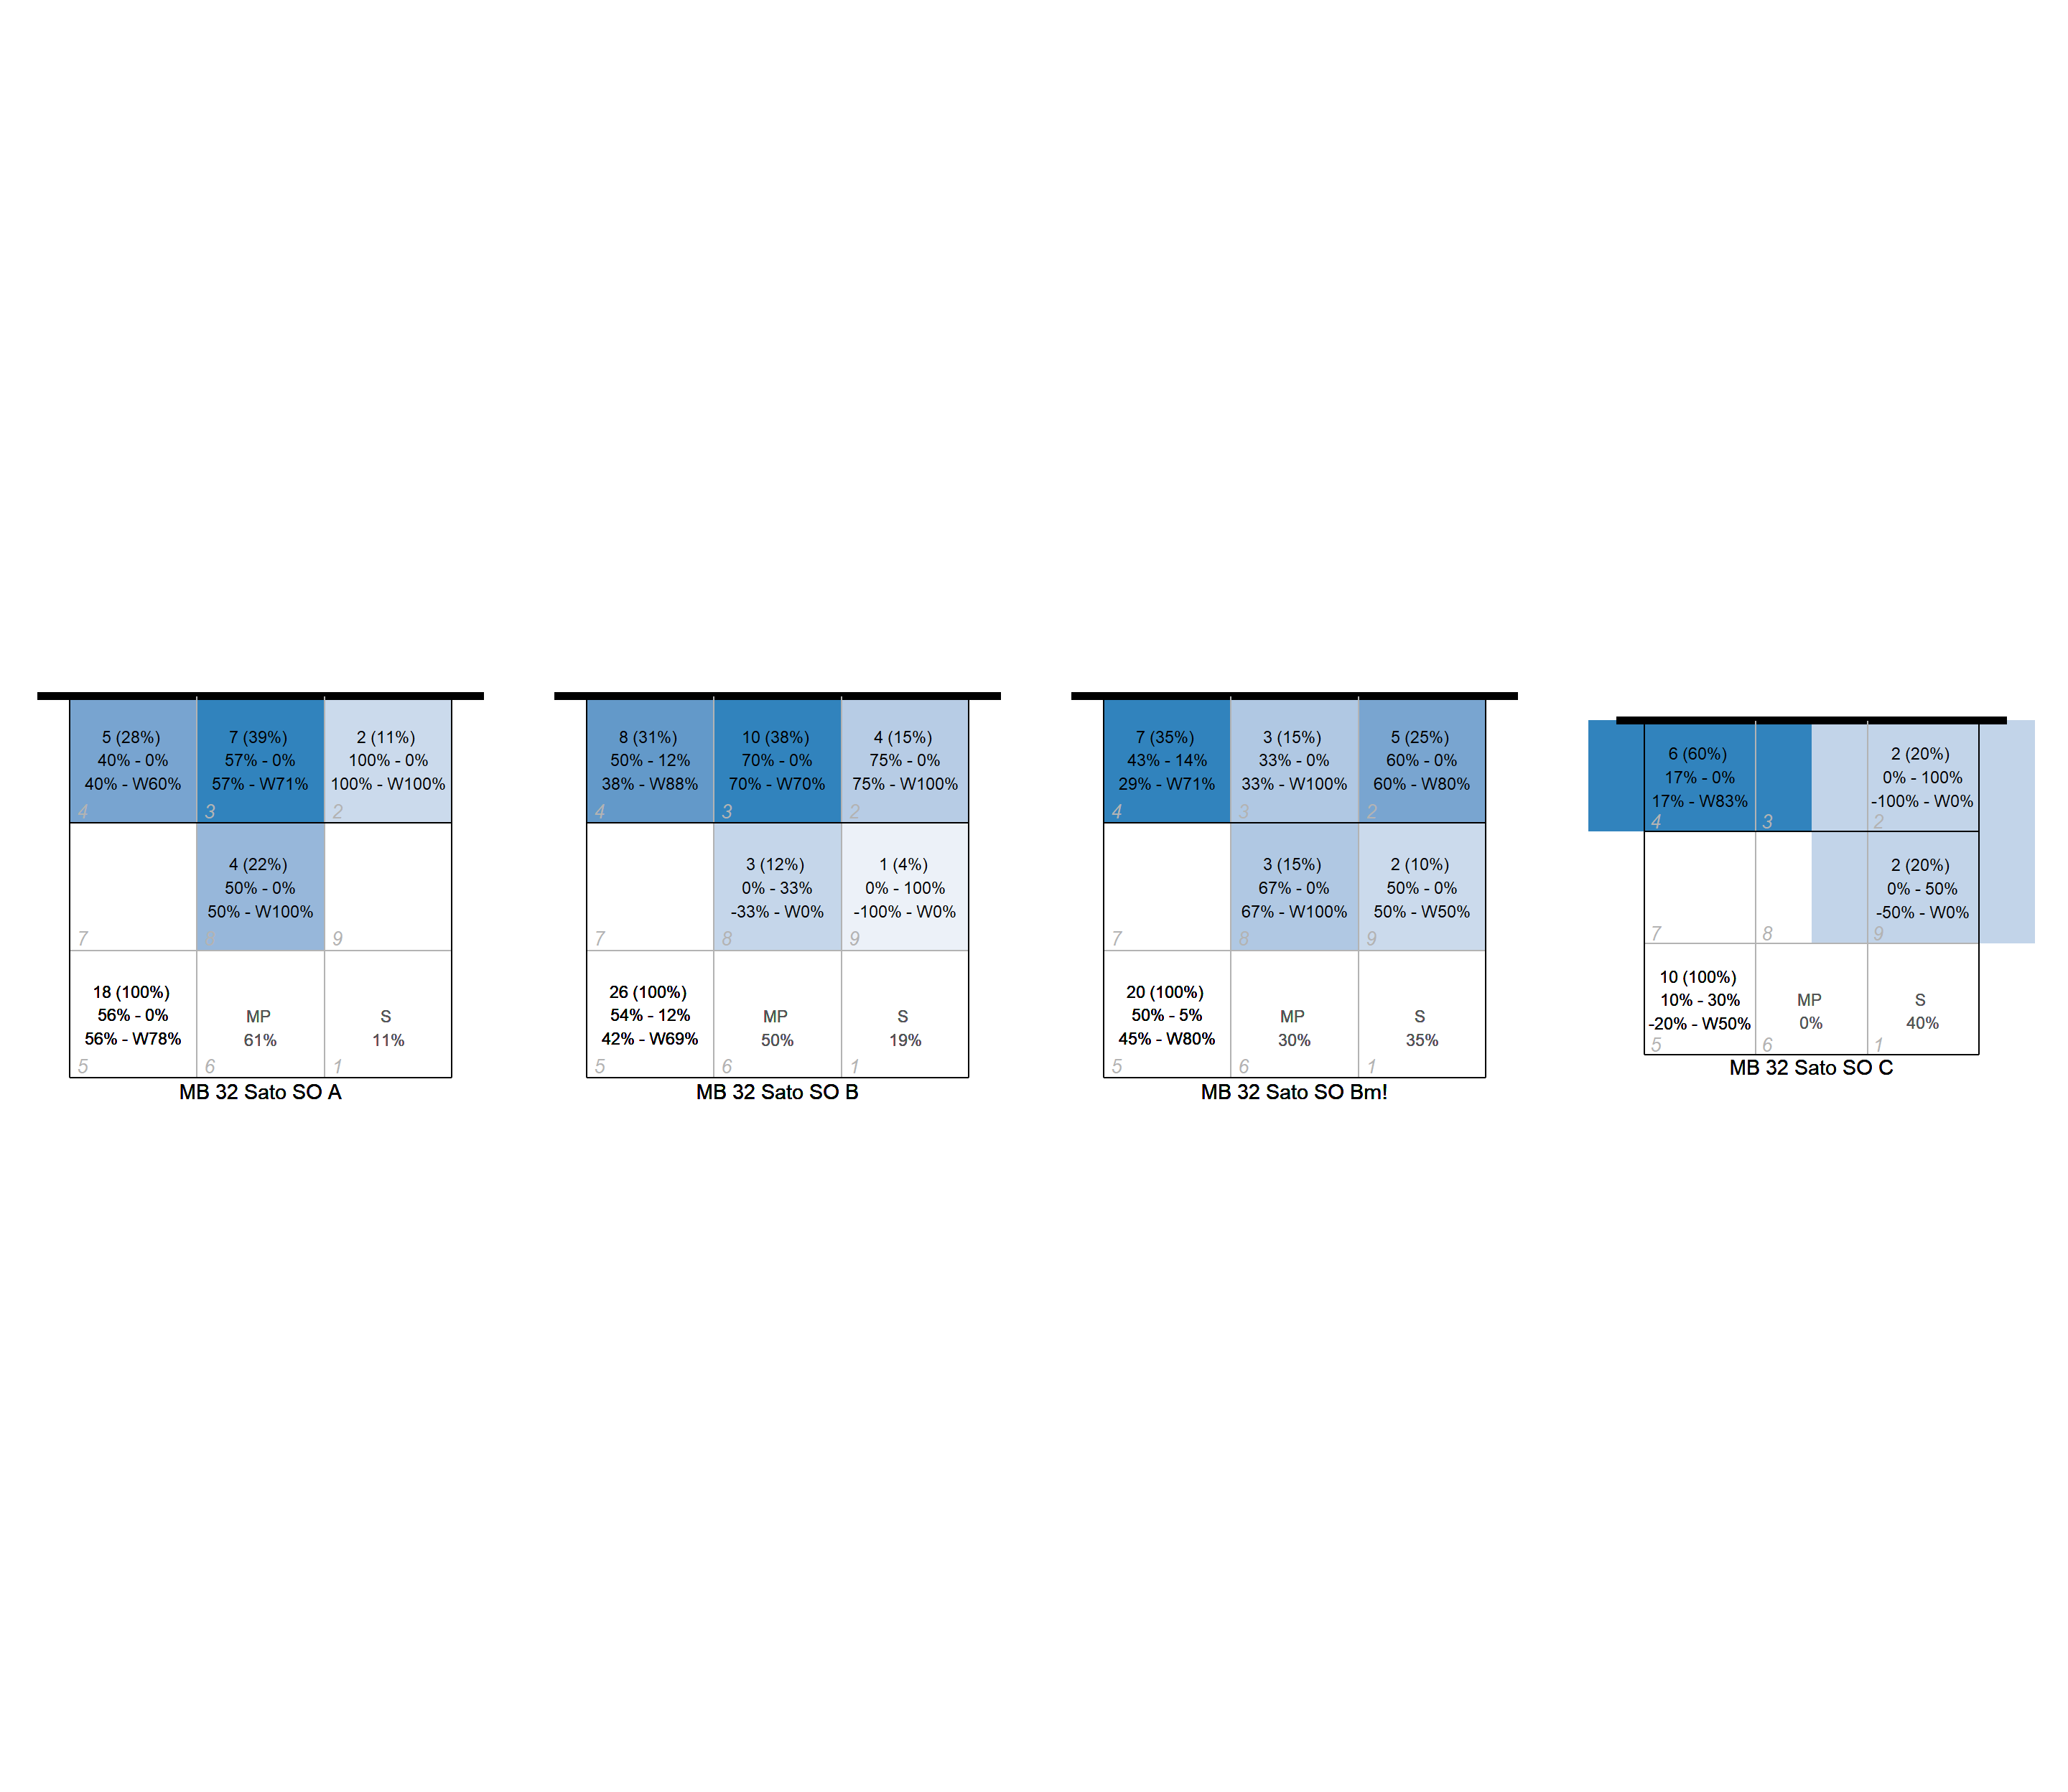 5 (28%)
40% - 0%
40% - W60%
4
7 (39%)
57% - 0%
57% - W71%
3
2 (11%)
100% - 0%
100% - W100%
2
7
4 (22%)
50% - 0%
50% - W100%
8
9
18 (100%)
56% - 0%
56% - W78%
5
MP
61%
6
S
11%
1
MB 32 Sato SO A
8 (31%)
50% - 12%
38% - W88%
4
10 (38%)
70% - 0%
70% - W70%
3
4 (15%)
75% - 0%
75% - W100%
2
7
3 (12%)
0% - 33%
-33% - W0%
8
1 (4%)
0% - 100%
-100% - W0%
9
26 (100%)
54% - 12%
42% - W69%
5
MP
50%
6
S
19%
1
MB 32 Sato SO B
7 (35%)
43% - 14%
29% - W71%
4
3 (15%)
33% - 0%
33% - W100%
3
5 (25%)
60% - 0%
60% - W80%
2
7
3 (15%)
67% - 0%
67% - W100%
8
2 (10%)
50% - 0%
50% - W50%
9
20 (100%)
50% - 5%
45% - W80%
5
MP
30%
6
S
35%
1
MB 32 Sato SO Bm!
6 (60%)
17% - 0%
17% - W83%
4
3
2 (20%)
0% - 100%
-100% - W0%
2
7
8
2 (20%)
0% - 50%
-50% - W0%
9
10 (100%)
10% - 30%
-20% - W50%
5
MP
0%
6
S
40%
1
MB 32 Sato SO C